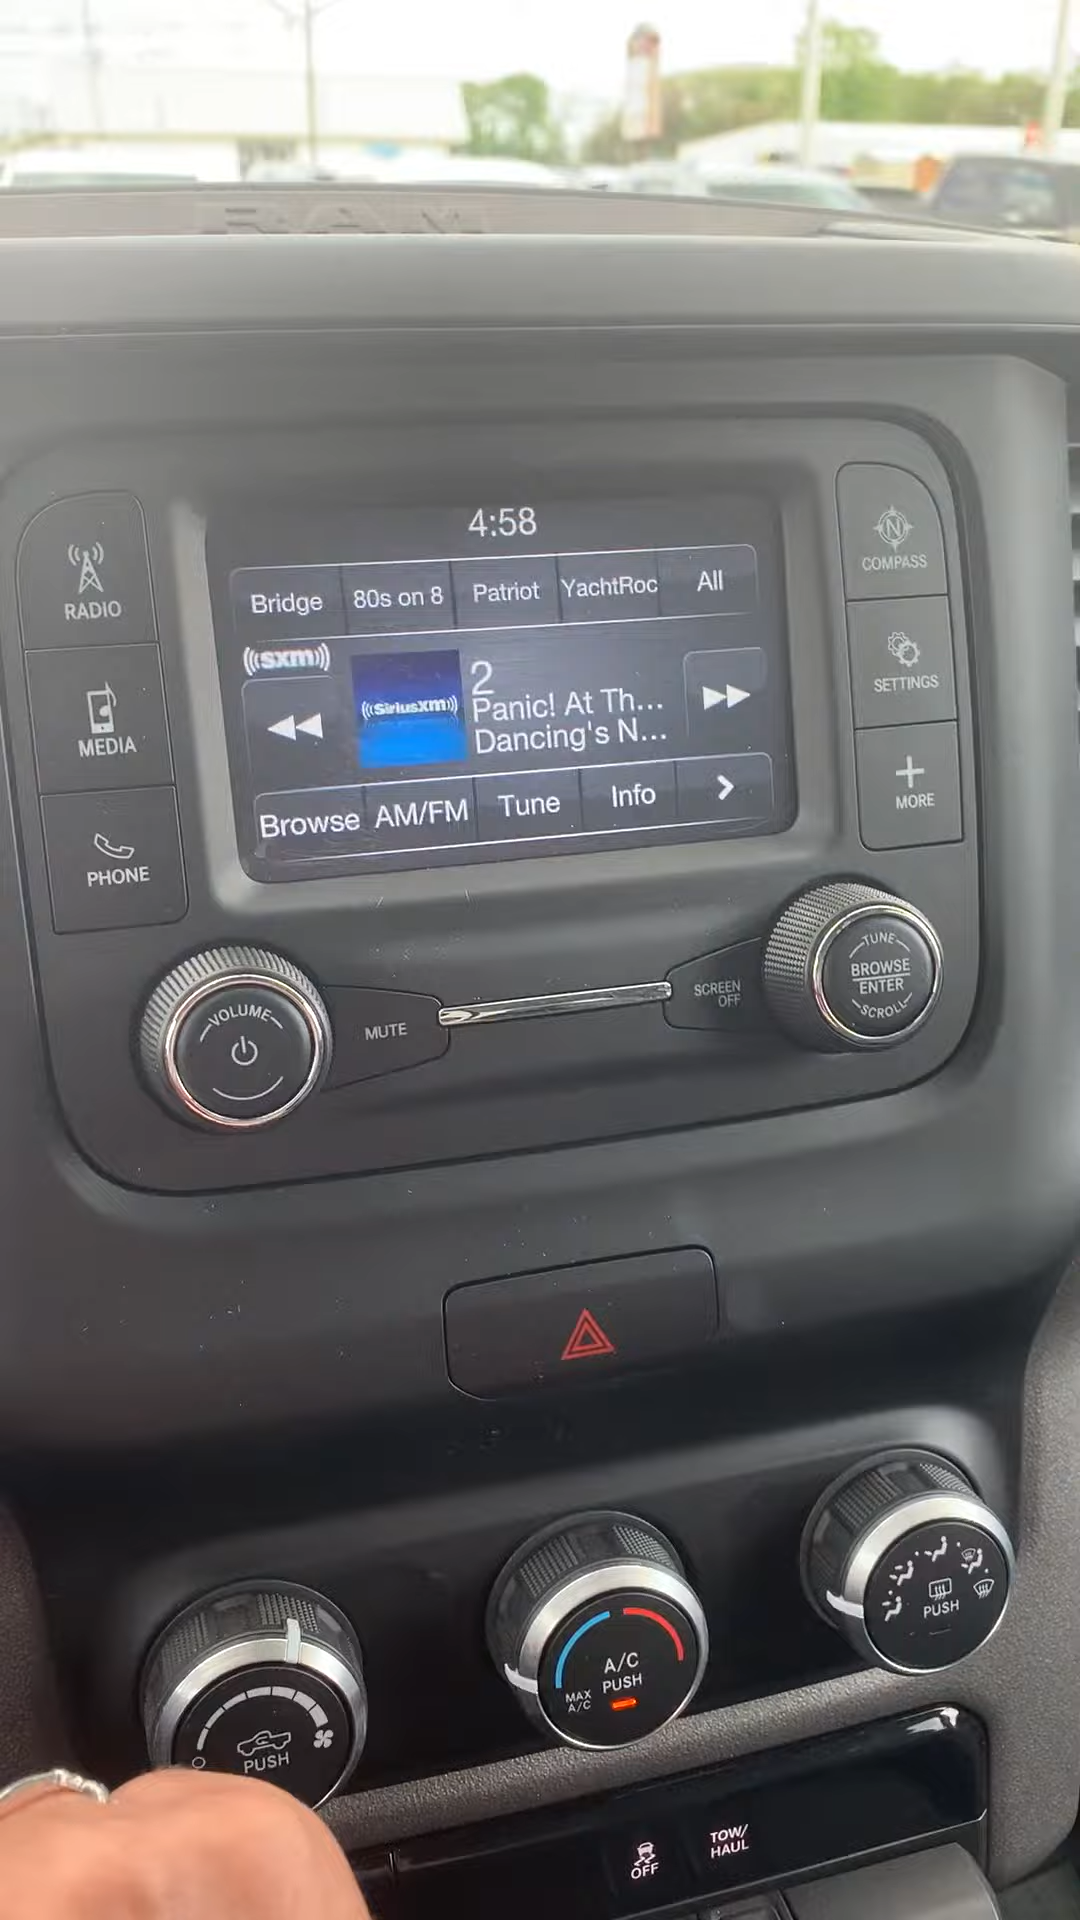 RAM
4:58
Bridge
80s on 8
Patriot
YachtRoc
All
((sxm))
((SiriusXM))
2
Panic! At Th...
Dancing's N...
Browse
AM/FM
Tune
Info
RADIO
MEDIA
PHONE
N
COMPASS
SETTINGS
MORE
VOLUME
MUTE
SCREEN
OFF
TUNE
BROWSE
ENTER
SCROLL
PUSH
A/C
PUSH
MAX
A/C
PUSH
OFF
TOW/
HAUL